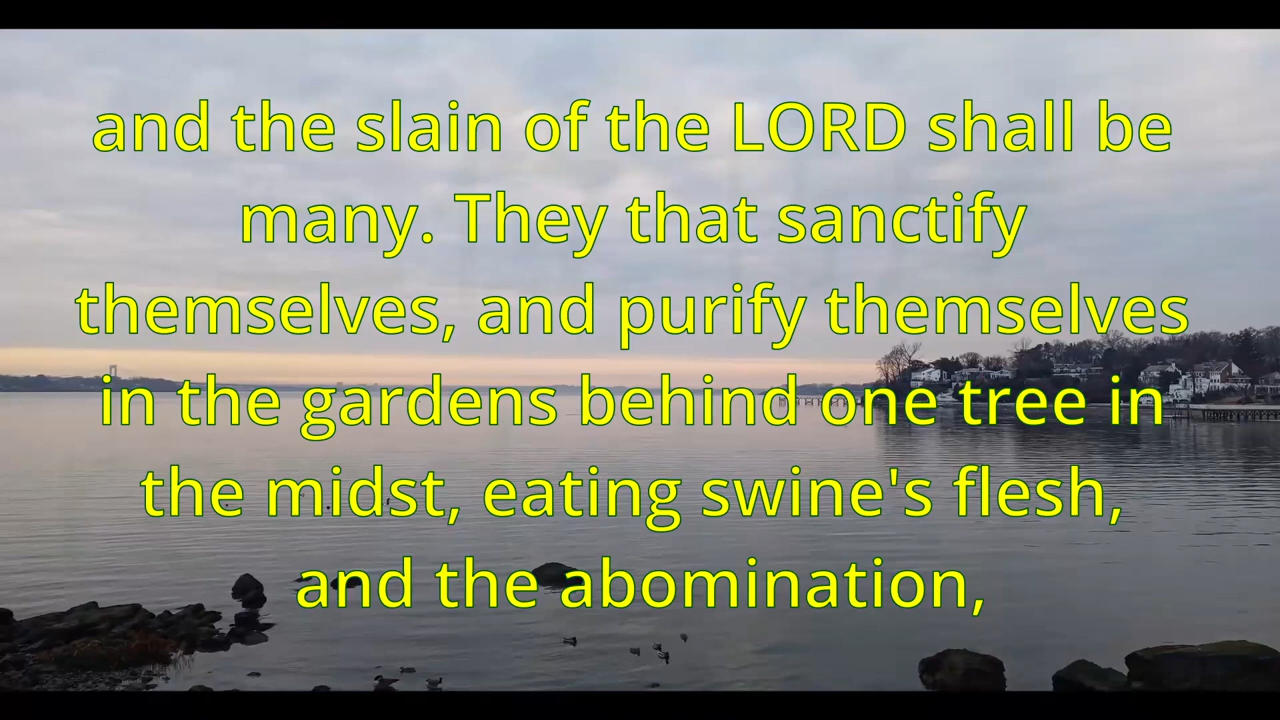 and the slain of the LORD shall be
many. They that sanctify
themselves, and purify themselves
in the gardens behind one tree in
the midst, eating swine's flesh,
and the abomination,